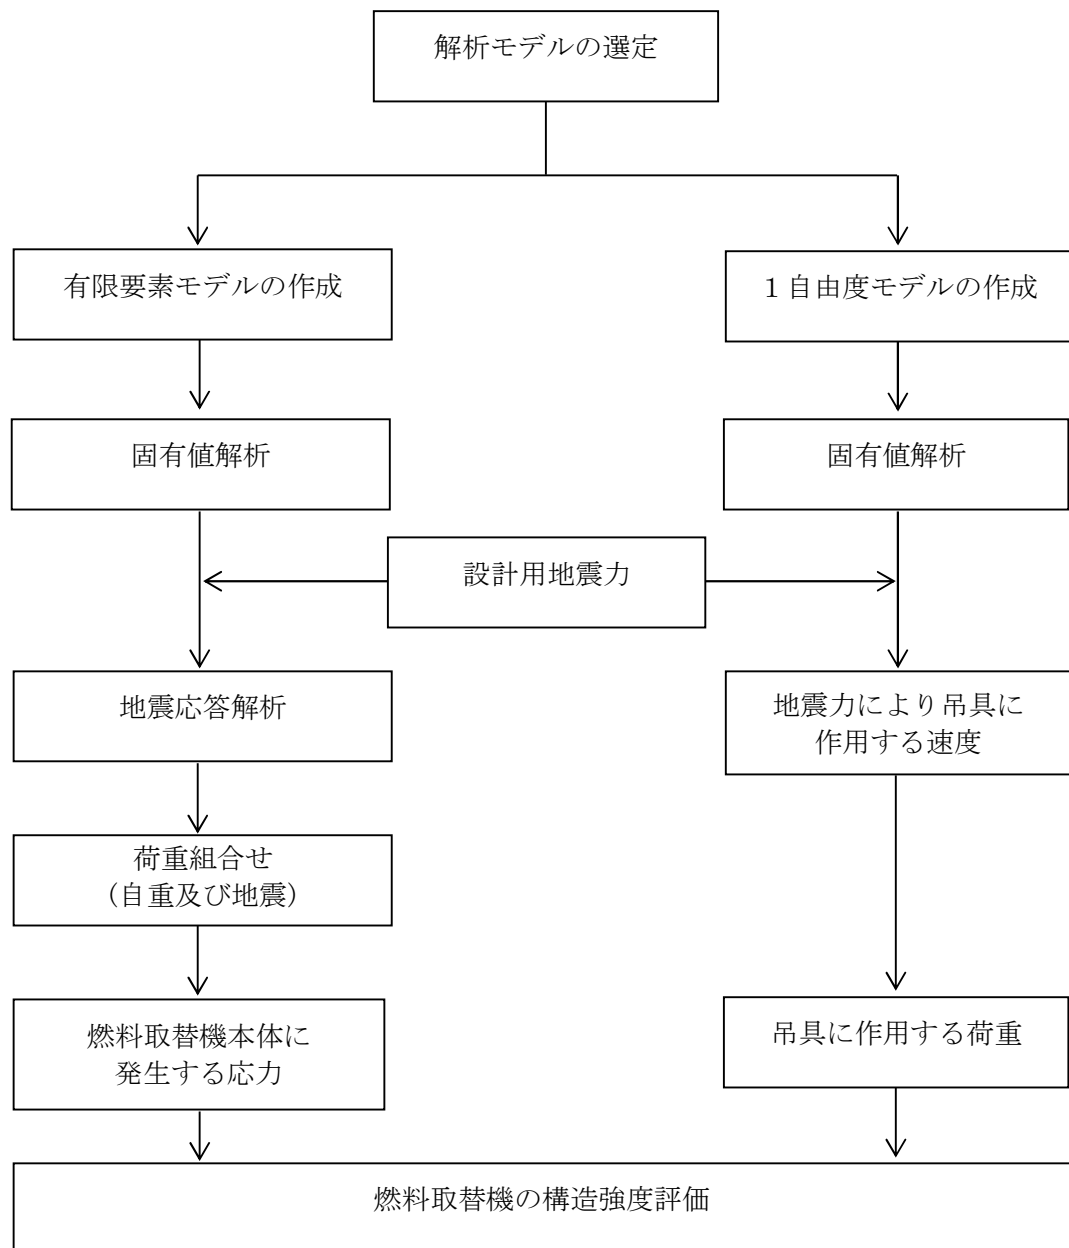 解析モデルの選定
有限要素モデルの作成
１自由度モデルの作成
固有値解析
固有値解析
設計用地震力
地震応答解析
地震力により吊具に
作用する速度
荷重組合せ
（自重及び地震）
燃料取替機本体に
発生する応力
吊具に作用する荷重
燃料取替機の構造強度評価